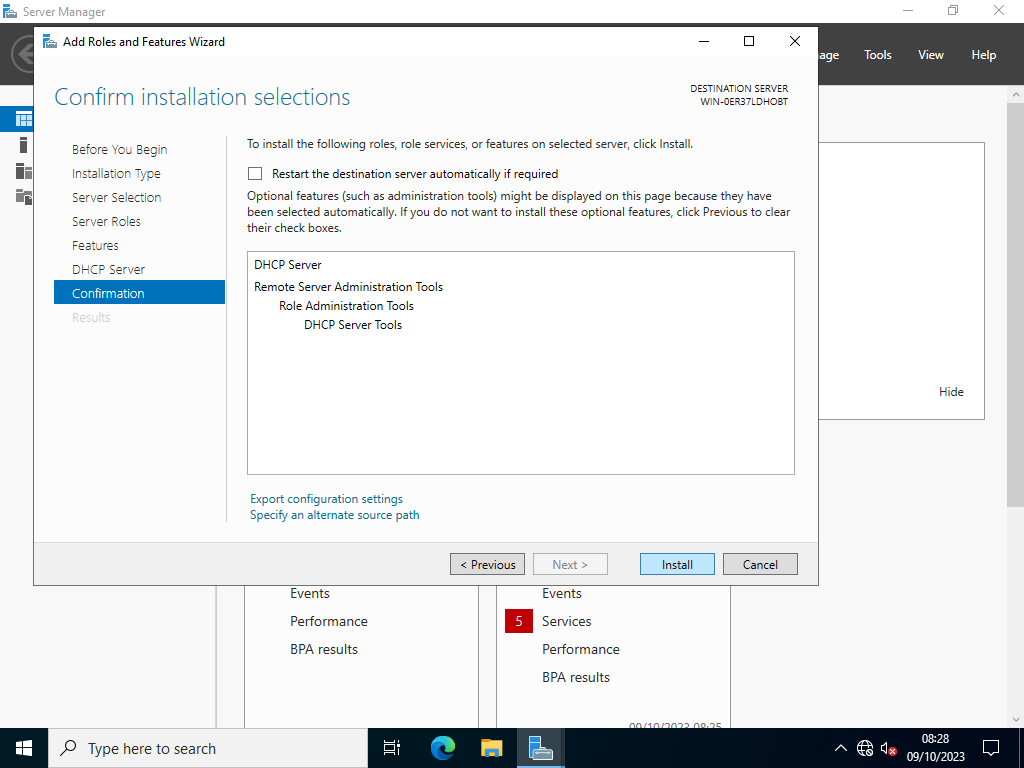 Server Manager
Add Roles and Features Wizard
Tools
View
Help
Confirm installation selections
DESTINATION SERVER
WIN-0ER37LDHOBT
Before You Begin
Installation Type
Server Selection
Server Roles
Features
DHCP Server
Confirmation
Results
To install the following roles, role services, or features on selected server, click Install.
Restart the destination server automatically if required
Optional features (such as administration tools) might be displayed on this page because they have
been selected automatically. If you do not want to install these optional features, click Previous to clear
their check boxes.
DHCP Server
Remote Server Administration Tools
Role Administration Tools
DHCP Server Tools
Export configuration settings
Specify an alternate source path
Hide
< Previous
Next >
Install
Cancel
Events
Performance
BPA results
Events
5 Services
Performance
BPA results
09/10/2023 08:25
Type here to search
08:28
09/10/2023